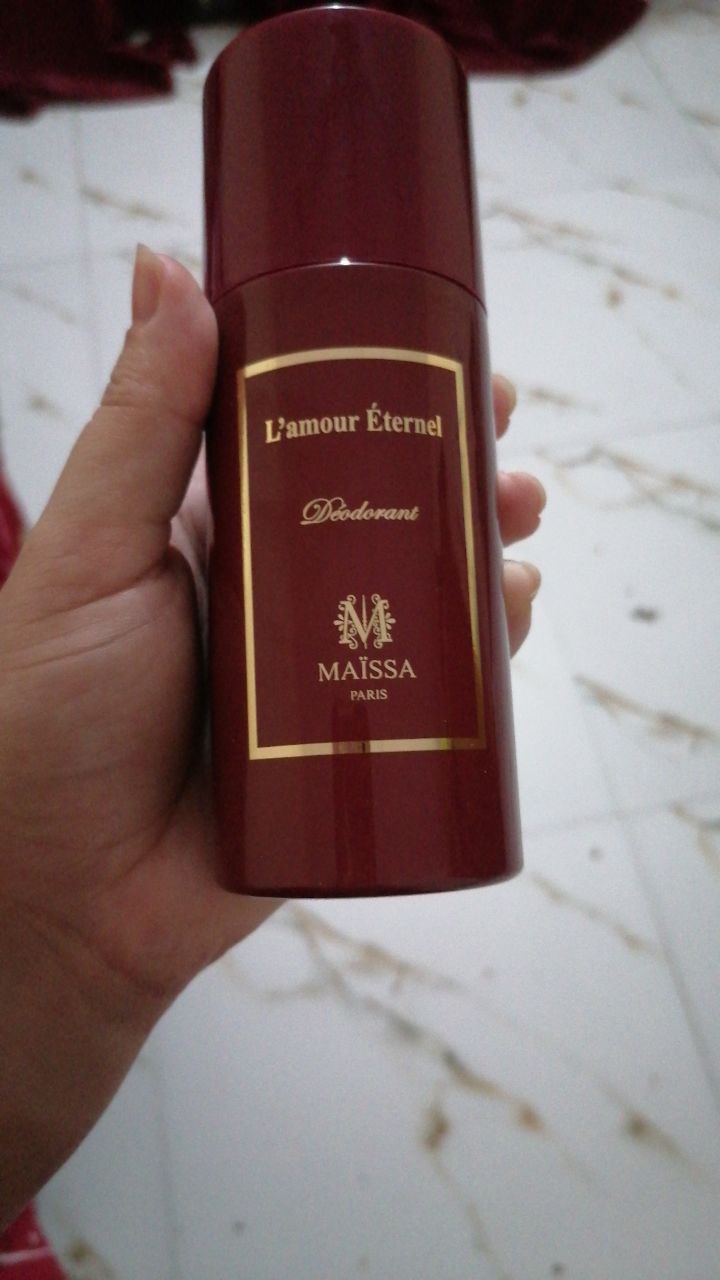 L'amour Éternel
Déodorant
M
MAÏSSA
PARIS